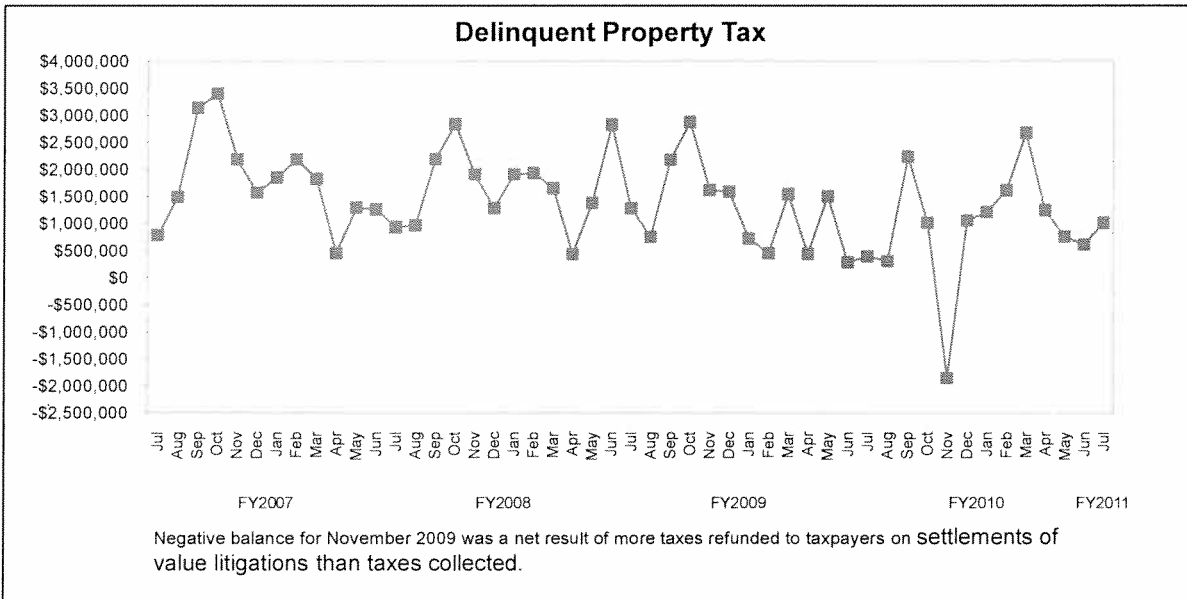 Delinquent Property Tax
$4,000,000
$3,500,000
$3,000,000
$2,500,000
$2,000,000
$1,500,000
$1,000,000
$500,000
$0
-$500,000
-$1,000,000
-$1,500,000
-$2,000,000
-$2,500,000
Jul Aug Sep Oct Nov Dec Jan Feb Mar Apr May Jun Jul Aug Sep Oct Nov Dec Jan Feb Mar Apr May Jun Jul Aug Sep Oct Nov Dec Jan Feb Mar Apr May Jun Jul Aug Sep Oct Nov Dec Jan Feb Mar Apr May Jun Jul
FY2007 FY2008 FY2009 FY2010 FY2011
Negative balance for November 2009 was a net result of more taxes refunded to taxpayers on settlements of
value litigations than taxes collected.